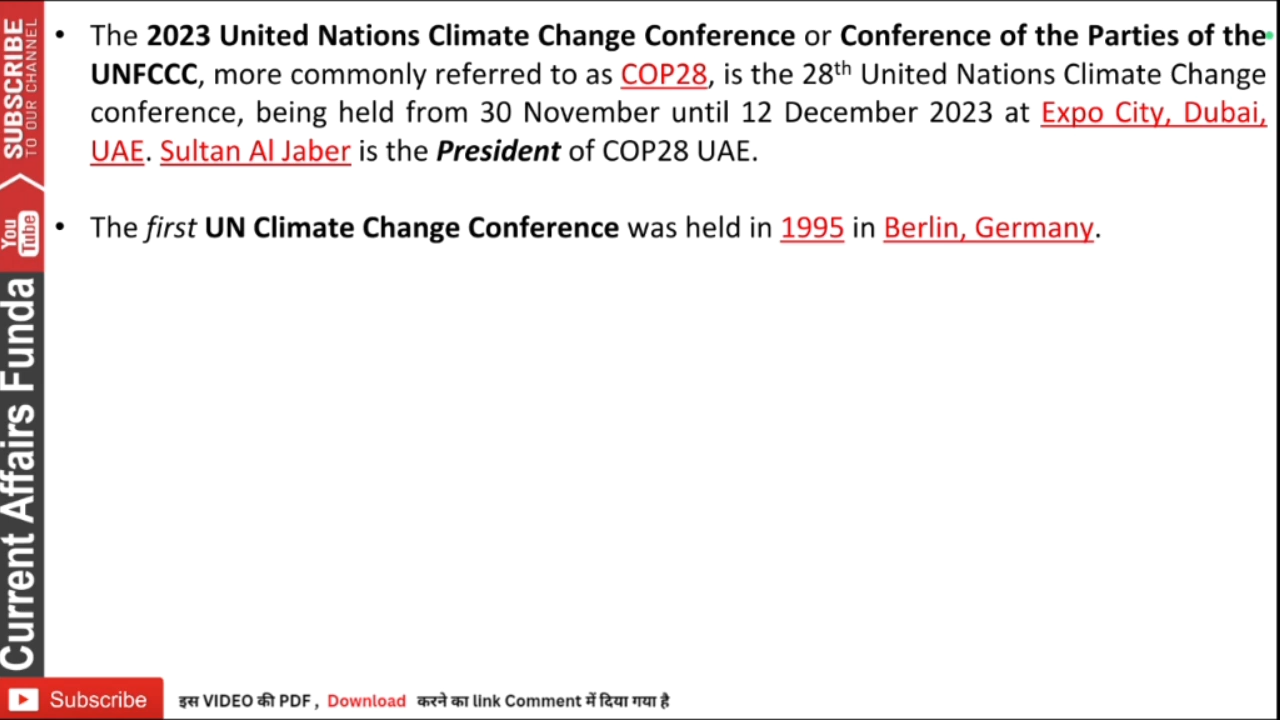 • The 2023 United Nations Climate Change Conference or Conference of the Parties of the
UNFCCC, more commonly referred to as COP28, is the 28th United Nations Climate Change
conference, being held from 30 November until 12 December 2023 at Expo City, Dubai,
UAE. Sultan Al Jaber is the President of COP28 UAE.
• The first UN Climate Change Conference was held in 1995 in Berlin, Germany.
SUBSCRIBE
TO OUR CHANNEL
You
Tube
Current Affairs Funda
Subscribe
इस VIDEO की PDF , Download करने का link Comment में दिया गया है